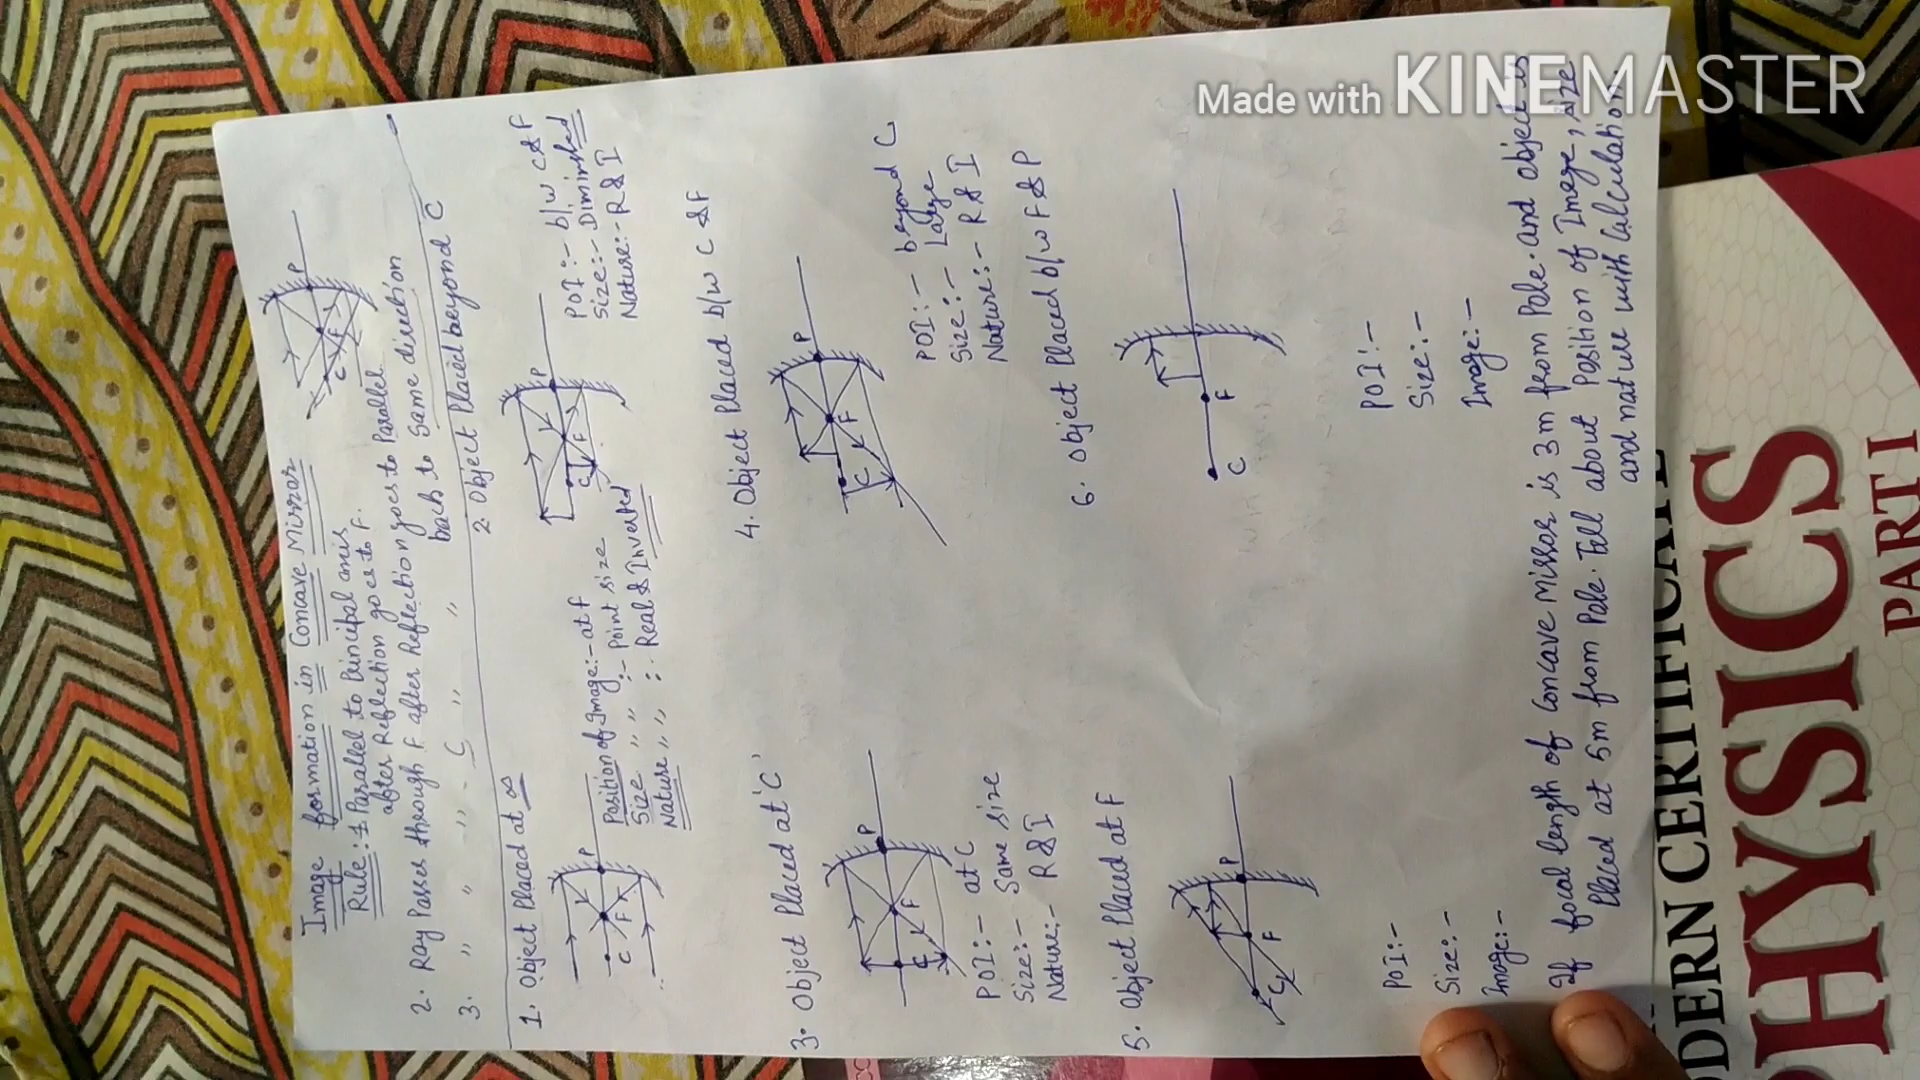 Image formation in Concave Mirror
Rule:- 1 Parallel to Principal axis
after Reflection goes to F.
2. Ray Passes through F after Reflection goes to Parallel
3. " " " C " " back to Same direction
1. Object Placed at ∞
C
F
P
Position of Image:- at F
Size " " :- Point size
Nature " " :- Real & Inverted
2. Object Placed beyond C
C
F
P
POI:- b/w C & F
Size:- Diminished
Nature:- R & I
3. Object Placed at 'C'
C
F
P
POI:- at C
Size:- Same size
Nature:- R & I
4. Object Placed b/w C & F
C
F
P
POI:- beyond C
Size:- Large
Nature:- R & I
5. Object Placed at F
C
F
P
POI:-
Size:-
Image:-
6. Object Placed b/w F & P
C
F
POI:-
Size:-
Image:-
If focal length of Concave Mirror is 3m from Pole. and object is
Placed at 5m from Pole. Tell about Position of Image, size
and nature with Calculation
Made with KINEMASTER
MODERN CERTIFICATE
PHYSICS
PART I